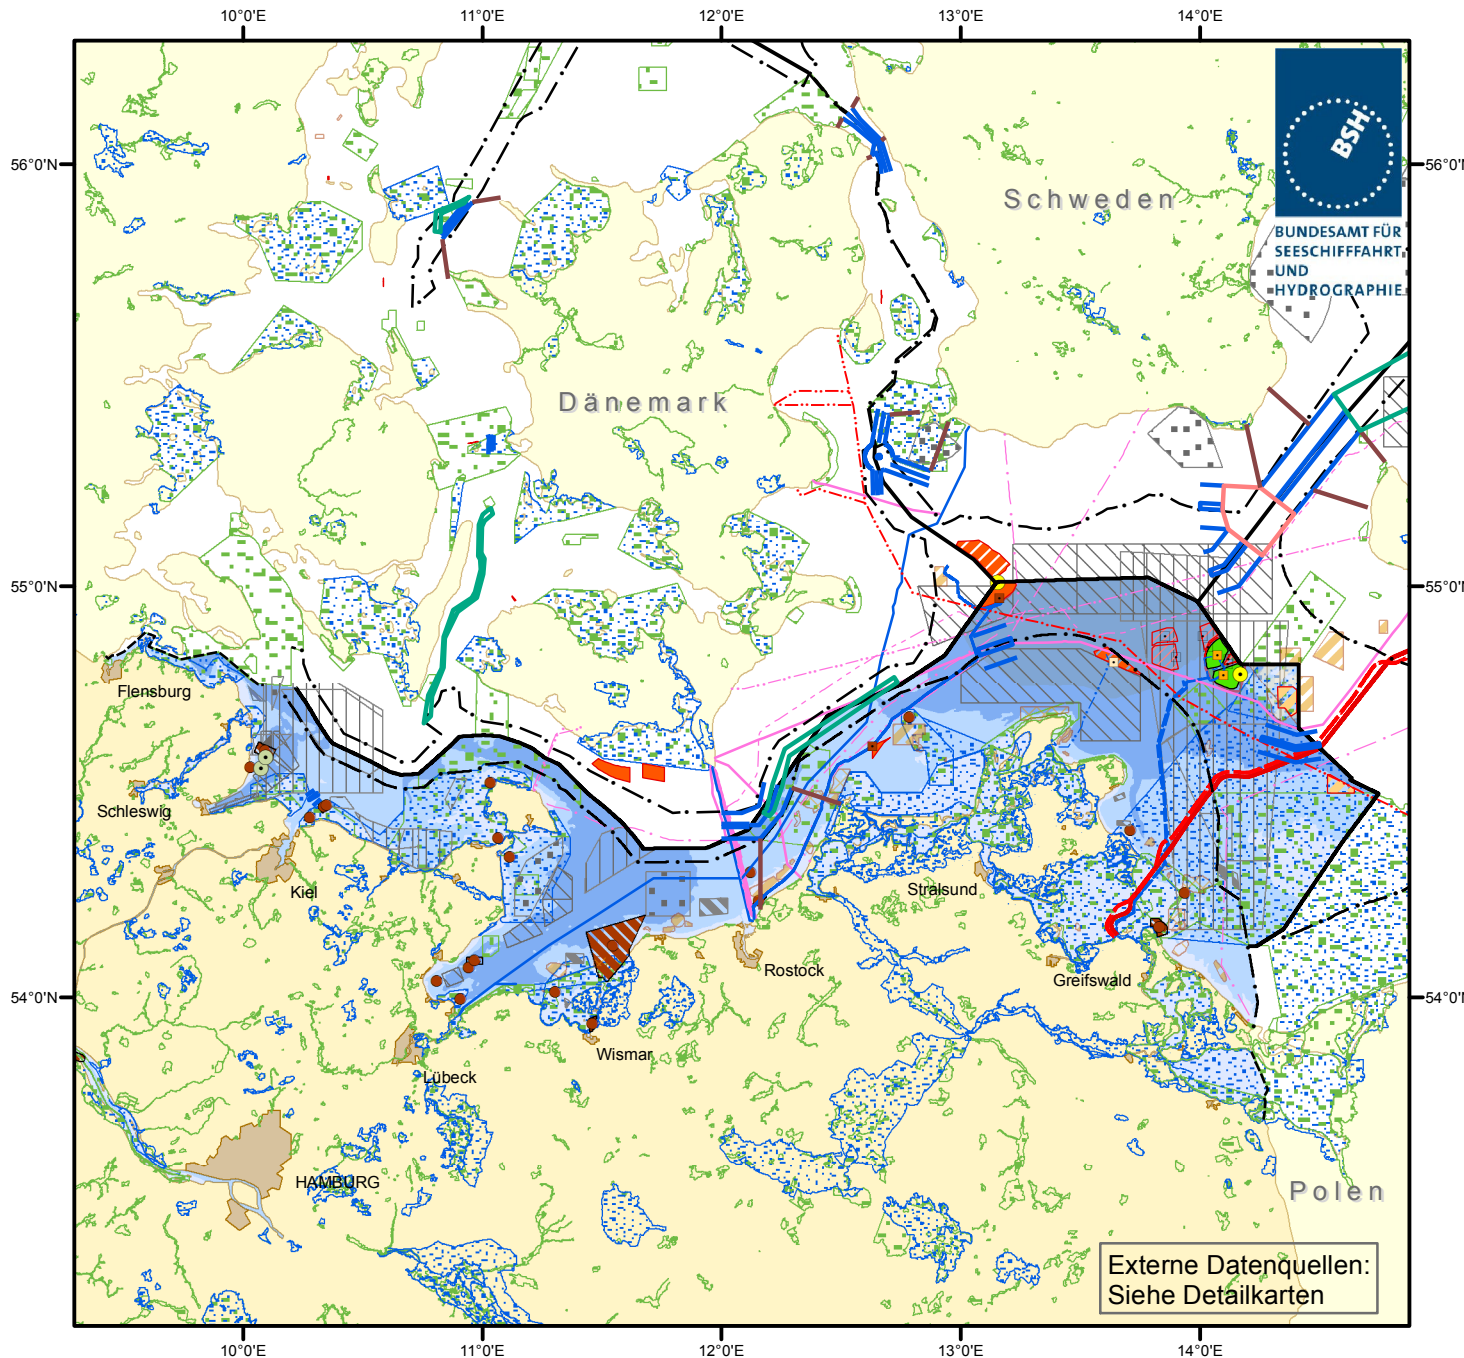 10°0'E 11°0'E 12°0'E 13°0'E 14°0'E
56°0'N
56°0'N
BSH
Schweden
BUNDESAMT FÜR
SEESCHIFFFAHRT
UND
HYDROGRAPHIE
Dänemark
55°0'N
55°0'N
Flensburg
Schleswig
Kiel
Stralsund
Rostock
Greifswald
54°0'N
54°0'N
Wismar
Lübeck
HAMBURG
Polen
Externe Datenquellen:
Siehe Detailkarten
10°0'E 11°0'E 12°0'E 13°0'E 14°0'E